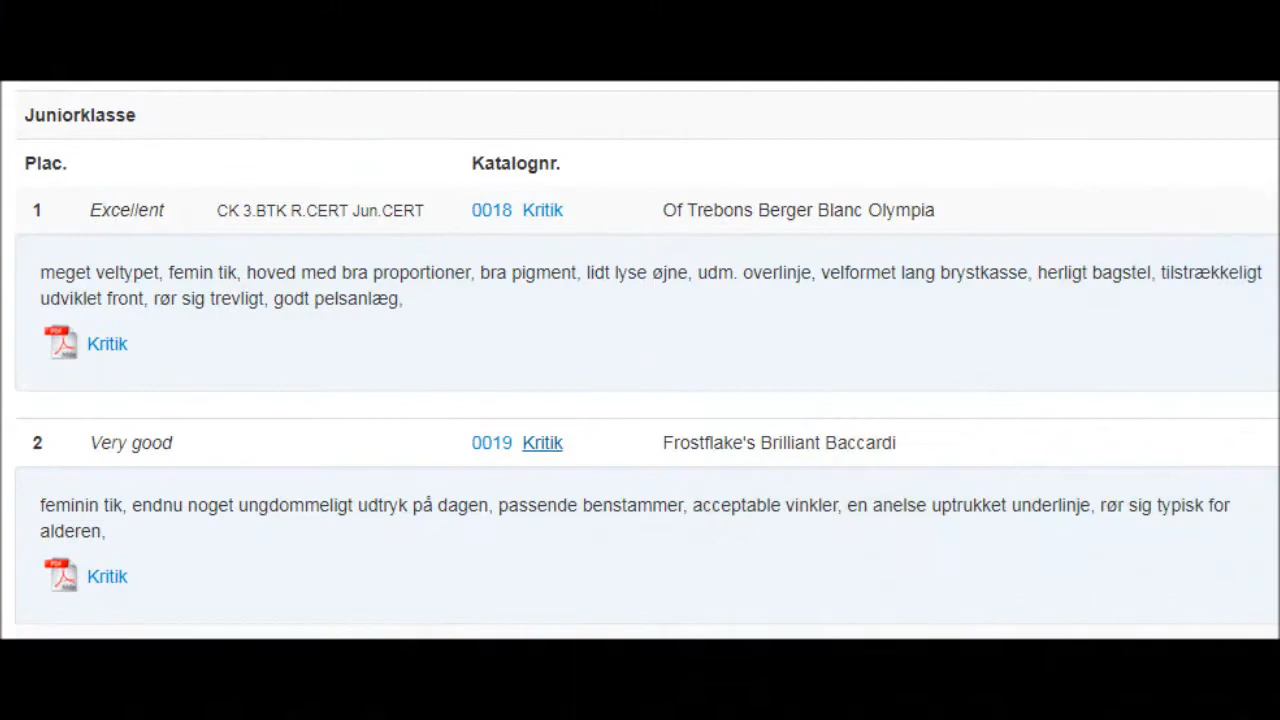 Juniorklasse
Plac. Katalognr.
1 Excellent CK 3.BTK R.CERT Jun.CERT 0018 Kritik Of Trebons Berger Blanc Olympia
meget veltypet, femin tik, hoved med bra proportioner, bra pigment, lidt lyse øjne, udm. overlinje, velformet lang brystkasse, herligt bagstel, tilstrækkeligt
udviklet front, rør sig trevligt, godt pelsanlæg,
Kritik
2 Very good 0019 Kritik Frostflake's Brilliant Baccardi
feminin tik, endnu noget ungdommeligt udtryk på dagen, passende benstammer, acceptable vinkler, en anelse uptrukket underlinje, rør sig typisk for
alderen,
Kritik